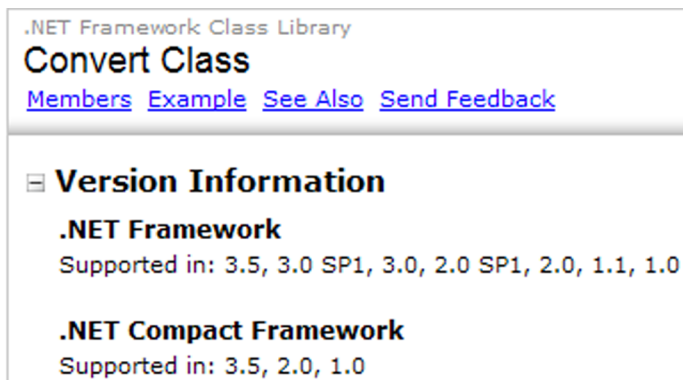 .NET Framework Class Library
Convert Class
Members Example See Also Send Feedback
Version Information
.NET Framework
Supported in: 3.5, 3.0 SP1, 3.0, 2.0 SP1, 2.0, 1.1, 1.0
.NET Compact Framework
Supported in: 3.5, 2.0, 1.0